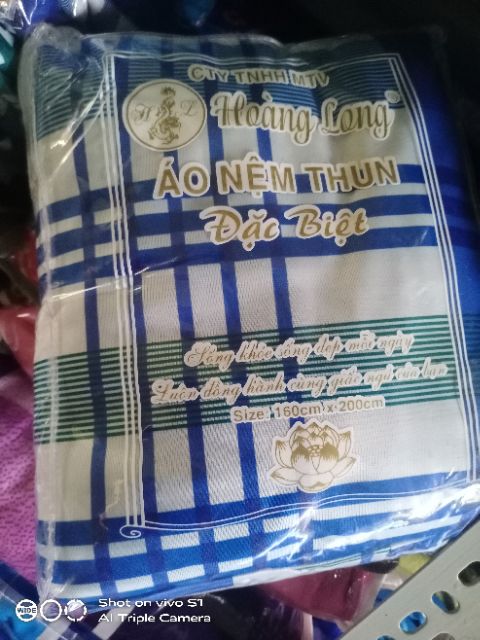 CTY TNHH MTV
H L
Hoàng Long®
ÁO NỆM THUN
Đặc Biệt
Sống khỏe sống đẹp mỗi ngày
Luôn đồng hành cùng giấc ngủ của bạn
Size: 160cm x 200cm
WIDE
Shot on vivo S1
AI Triple Camera